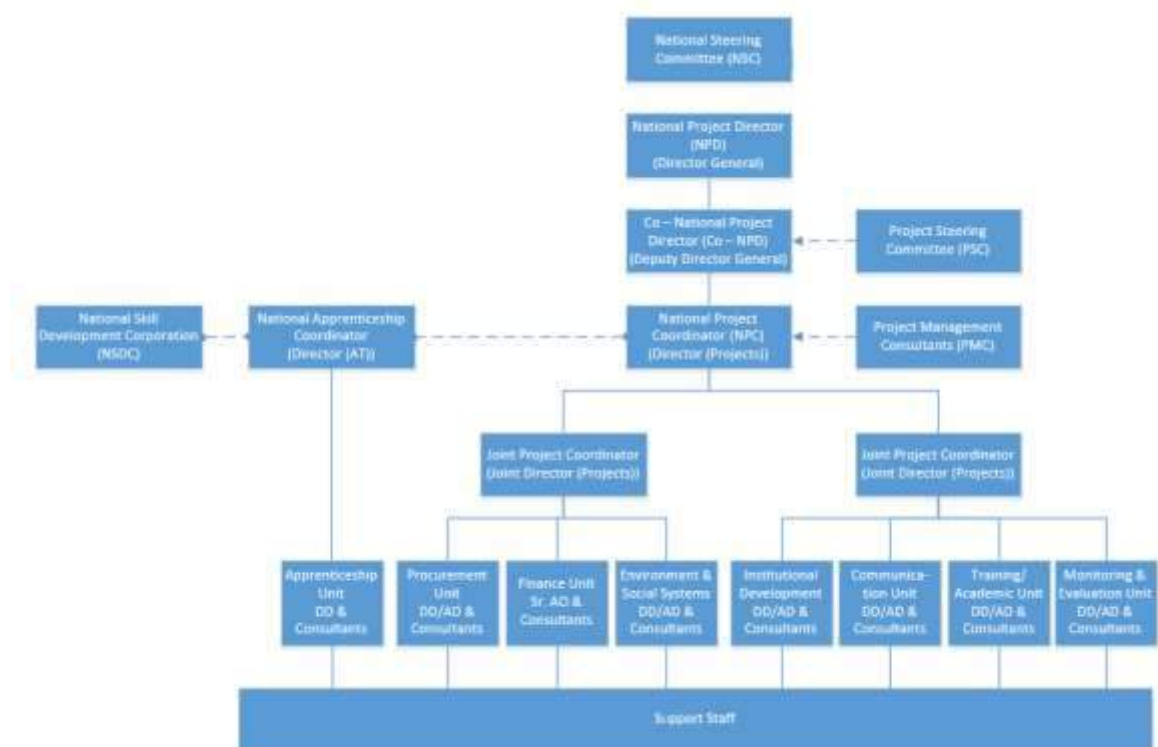 National Steering
Committee (NSC)
National Project Director
(NPD)
(Director General)
Co – National Project
Director (Co – NPD)
(Deputy Director General)
Project Steering
Committee (PSC)
National Skill
Development Corporation
(NSDC)
National Apprenticeship
Coordinator
(Director (AT))
National Project
Coordinator (NPC)
(Director (Projects))
Project Management
Consultants (PMC)
Joint Project Coordinator
(Joint Director (Projects))
Joint Project Coordinator
(Joint Director (Projects))
Apprenticeship
Unit
DD &
Consultants
Procurement
Unit
DD/AD &
Consultants
Finance Unit
Sr. AO &
Consultants
Environment &
Social Systems
DD/AD &
Consultants
Institutional
Development
DD/AD &
Consultants
Communica-
tion Unit
DD/AD &
Consultants
Training/
Academic Unit
DD/AD &
Consultants
Monitoring &
Evaluation Unit
DD/AD &
Consultants
Support Staff